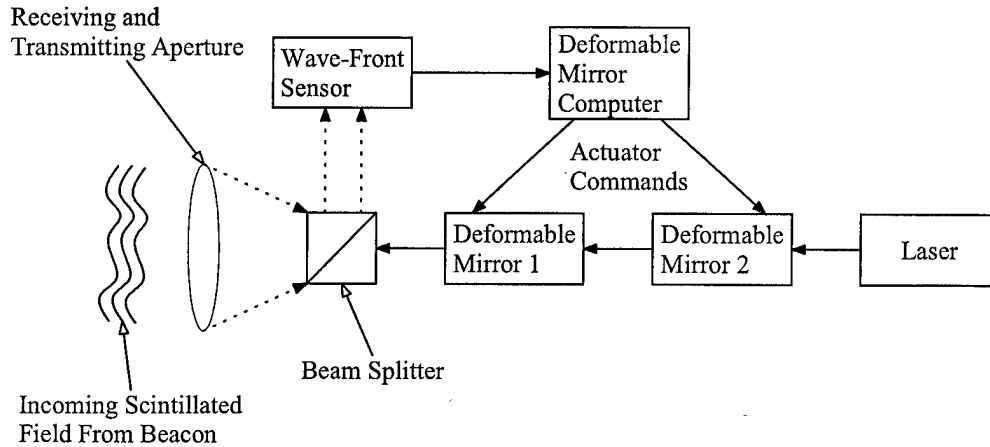 Receiving and
Transmitting Aperture
Wave-Front
Sensor
Deformable
Mirror
Computer
Actuator
Commands
Deformable
Mirror 1
Deformable
Mirror 2
Laser
Beam Splitter
Incoming Scintillated
Field From Beacon